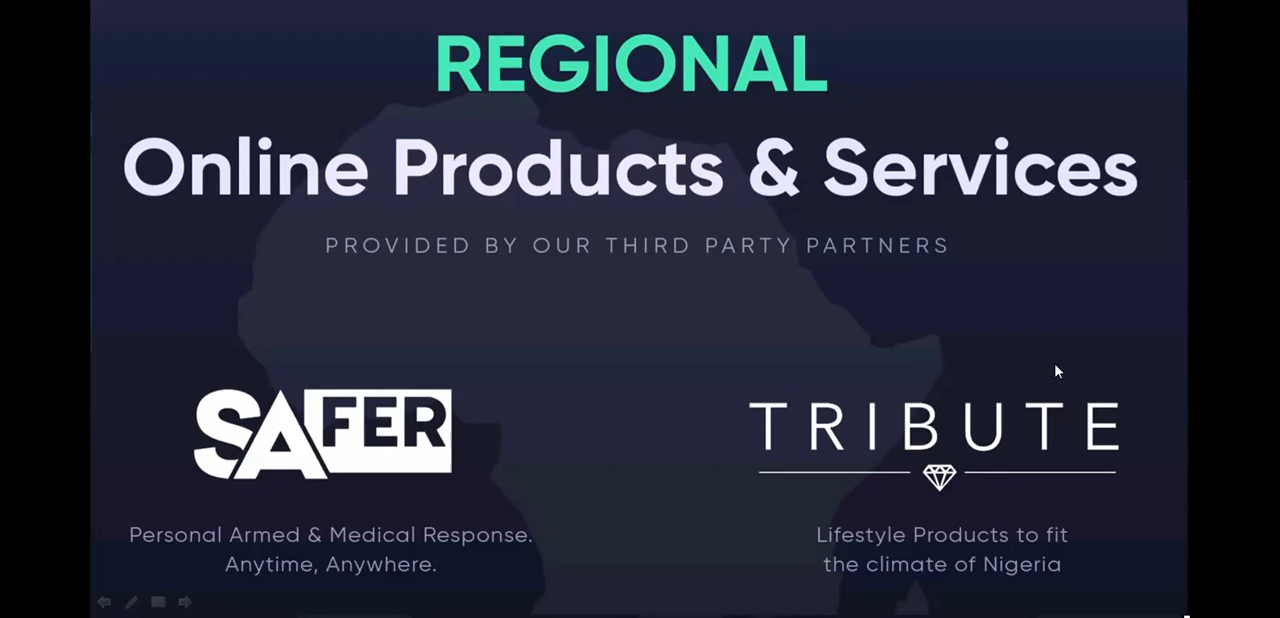 REGIONAL
Online Products & Services
PROVIDED BY OUR THIRD PARTY PARTNERS
SAFER
TRIBUTE
Personal Armed & Medical Response.
Anytime, Anywhere.
Lifestyle Products to fit
the climate of Nigeria